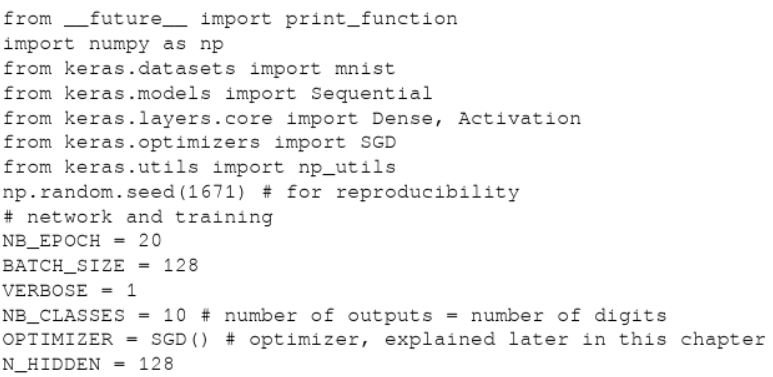 from __future__ import print_function
import numpy as np
from keras.datasets import mnist
from keras.models import Sequential
from keras.layers.core import Dense, Activation
from keras.optimizers import SGD
from keras.utils import np_utils
np.random.seed(1671) # for reproducibility
# network and training
NB_EPOCH = 20
BATCH_SIZE = 128
VERBOSE = 1
NB_CLASSES = 10 # number of outputs = number of digits
OPTIMIZER = SGD() # optimizer, explained later in this chapter
N_HIDDEN = 128